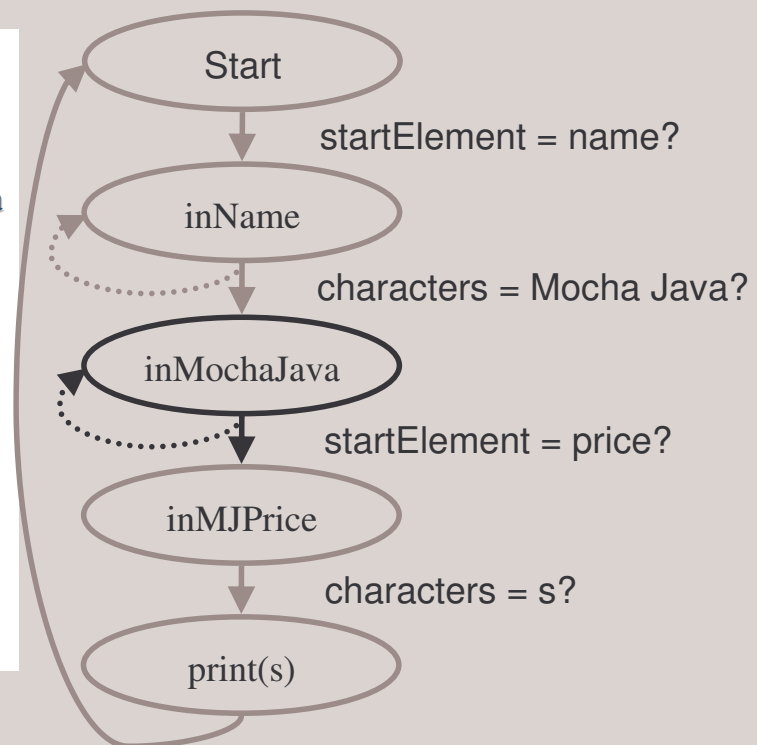 Start
startElement = name?
inName
characters = Mocha Java?
inMochaJava
startElement = price?
inMJPrice
characters = s?
print(s)